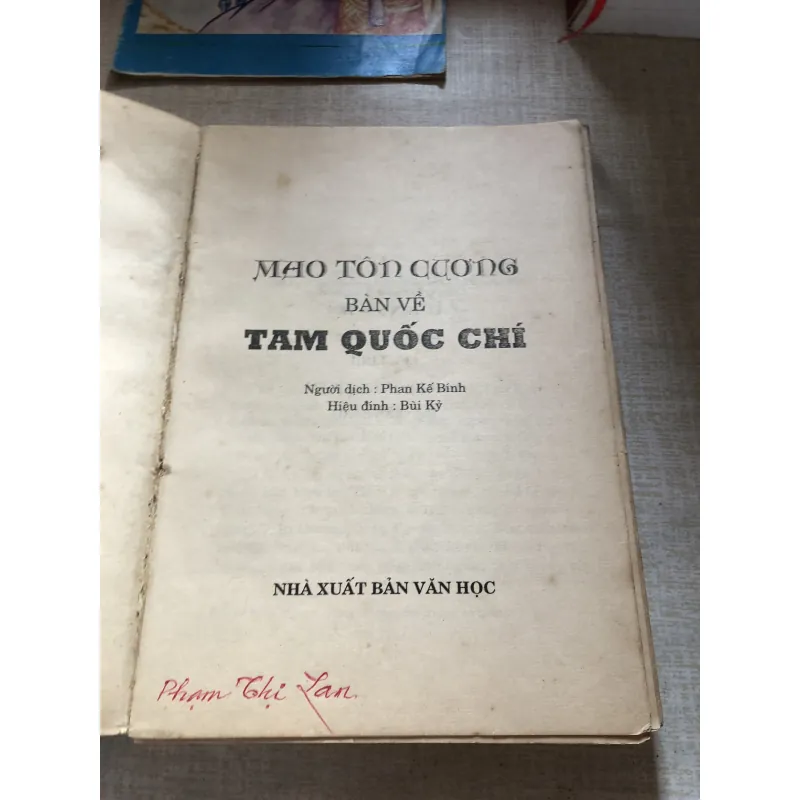 MAO TÔN CƯƠNG
BÀN VỀ
TAM QUỐC CHÍ
Người dịch : Phan Kế Bính
Hiệu đính : Bùi Kỷ
NHÀ XUẤT BẢN VĂN HỌC
Phạm Thị Lan